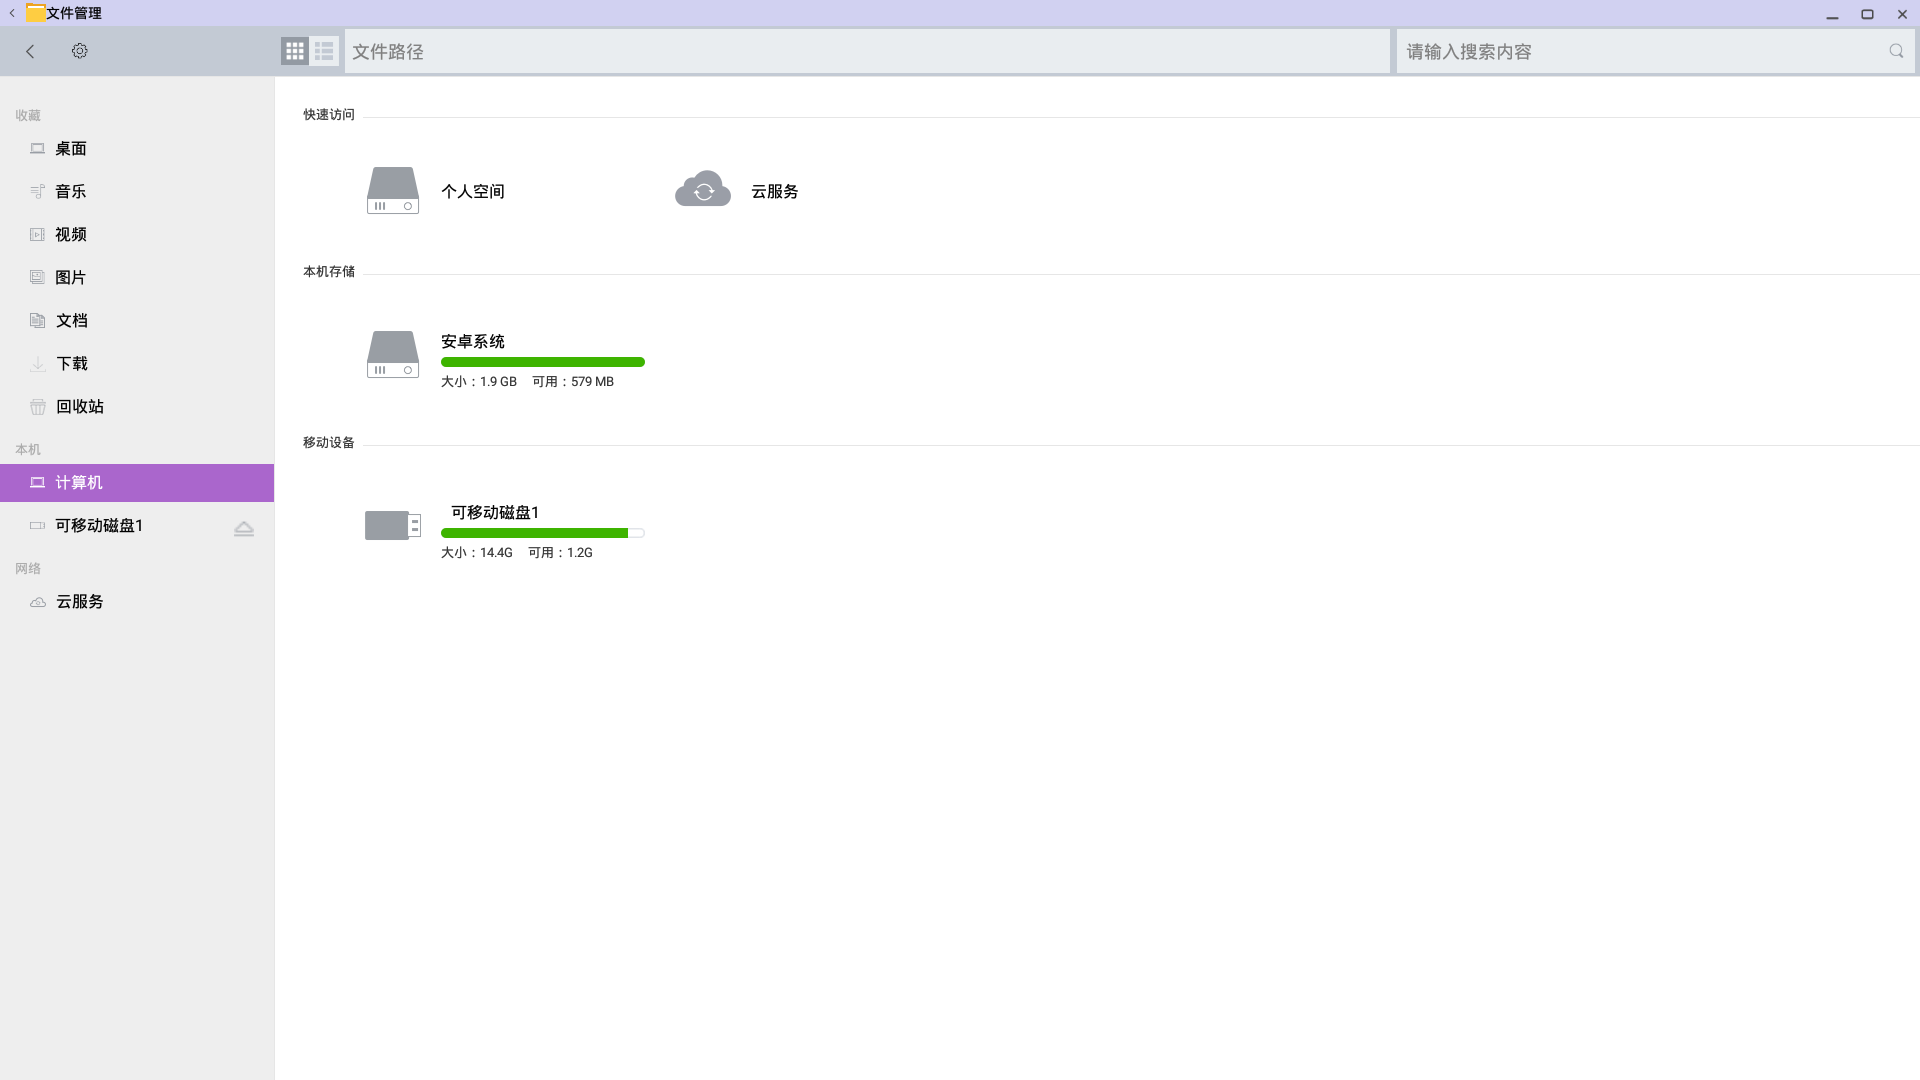 文件管理
文件路径
请输入搜索内容
收藏
桌面
音乐
视频
图片
文档
下载
回收站
本机
计算机
可移动磁盘1
网络
云服务
快速访问
个人空间
云服务
本机存储
安卓系统
大小：1.9 GB 可用：579 MB
移动设备
可移动磁盘1
大小：14.4G 可用：1.2G